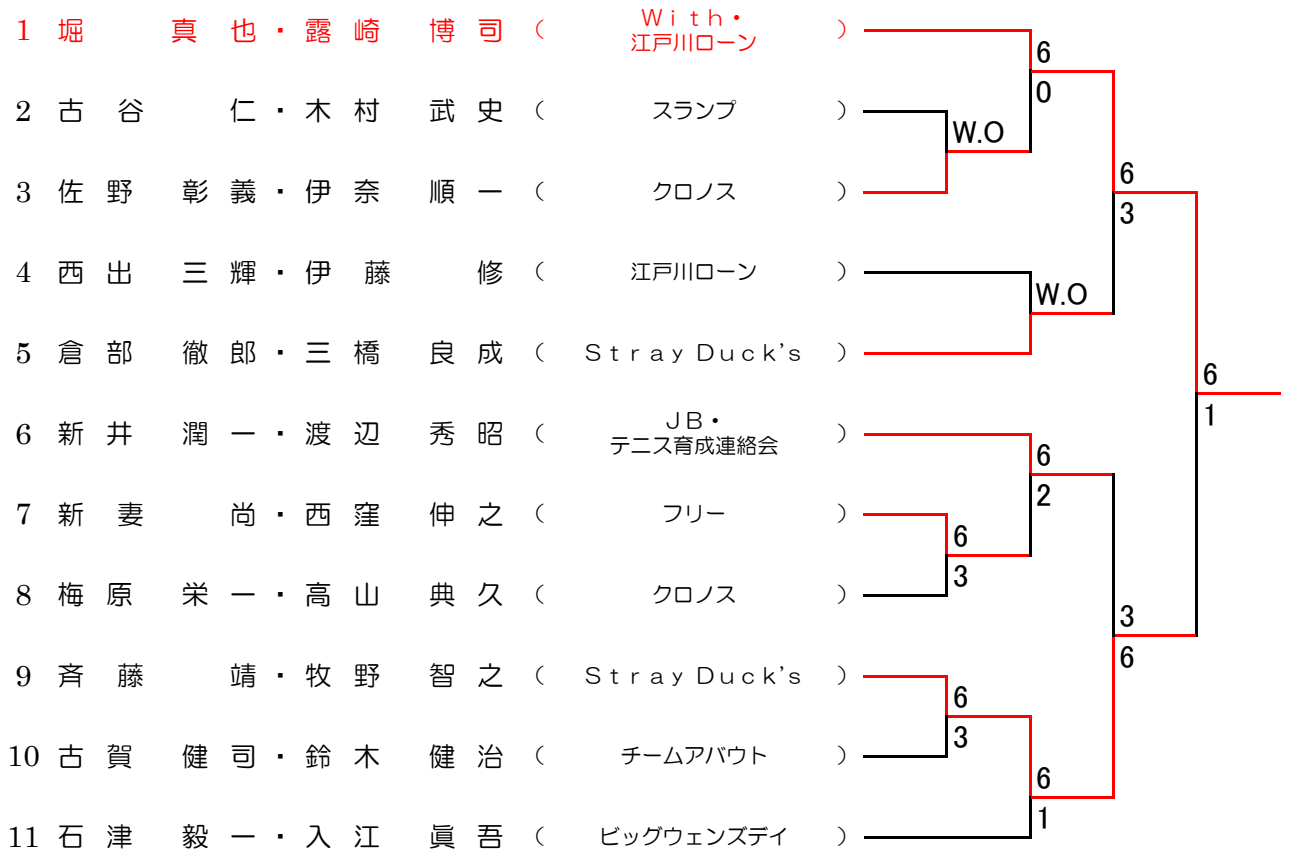 1 堀 真也・露崎 博司 ( With・江戸川ローン )
6
0
2 古谷 仁・木村 武史 ( スランプ )
W.O
3 佐野 彰義・伊奈 順一 ( クロノス )
6
3
4 西出 三輝・伊藤 修 ( 江戸川ローン )
W.O
5 倉部 徹郎・三橋 良成 ( Stray Duck's )
6
1
6 新井 潤一・渡辺 秀昭 ( JB・テニス育成連絡会 )
6
2
7 新妻 尚・西窪 伸之 ( フリー )
6
3
8 梅原 栄一・高山 典久 ( クロノス )
3
6
9 斉藤 靖・牧野 智之 ( Stray Duck's )
6
3
10 古賀 健司・鈴木 健治 ( チームアバウト )
6
1
11 石津 毅一・入江 眞吾 ( ビッグウェンズデイ )